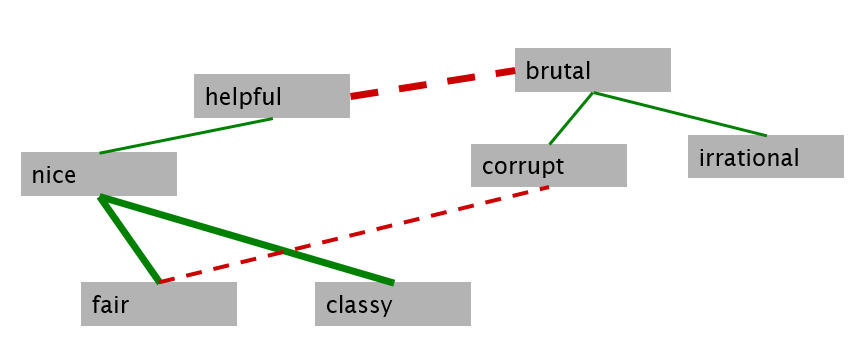 brutal
helpful
irrational
corrupt
nice
fair
classy